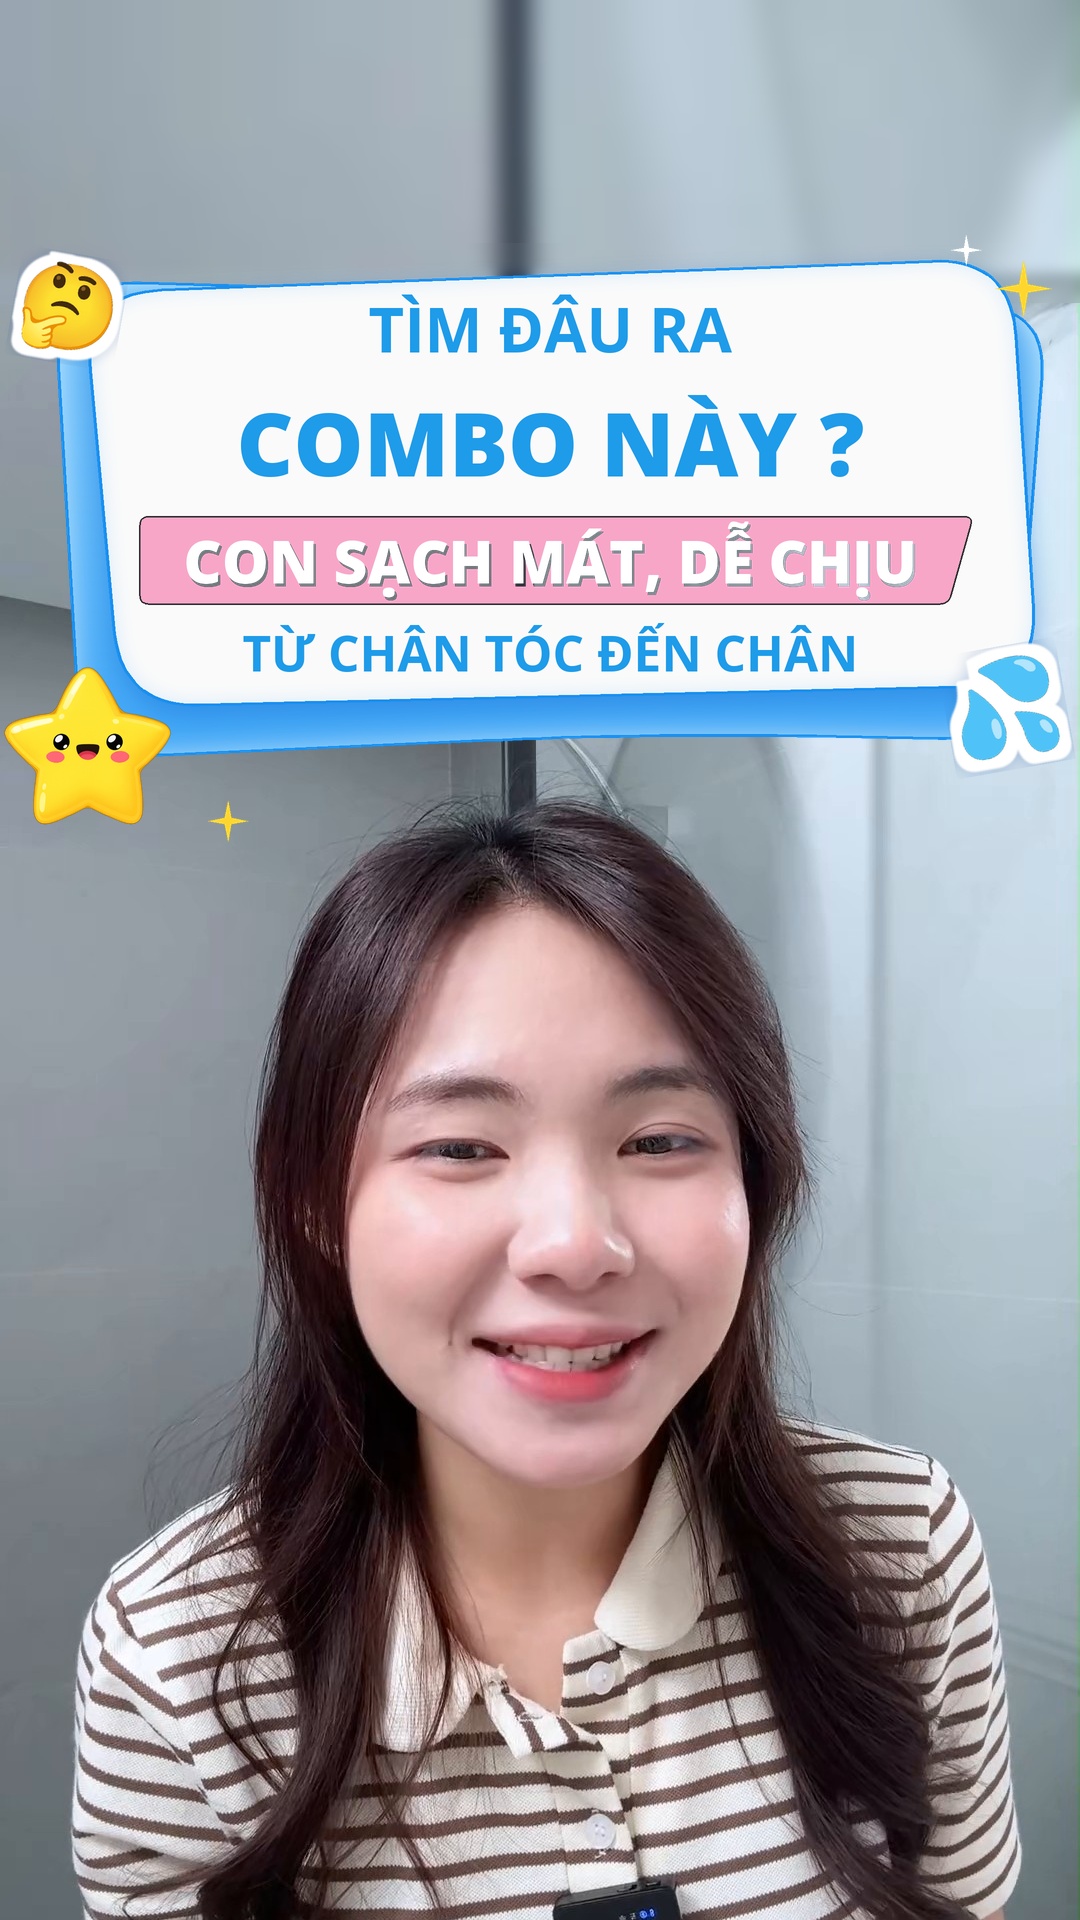 TÌM ĐÂU RA
COMBO NÀY ?
CON SẠCH MÁT, DỄ CHỊU
TỪ CHÂN TÓC ĐẾN CHÂN